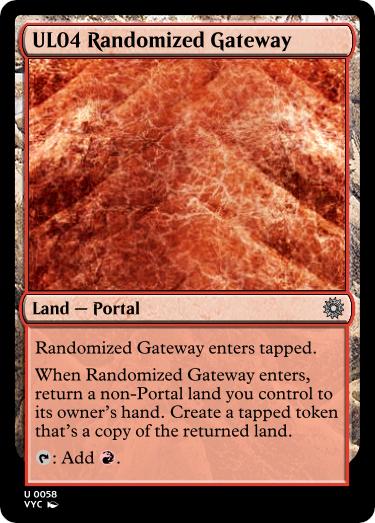 UL04 Randomized Gateway
Land — Portal
Randomized Gateway enters tapped.
When Randomized Gateway enters,
return a non-Portal land you control to
its owner's hand. Create a tapped token
that's a copy of the returned land.
: Add .
U 0058
VYC